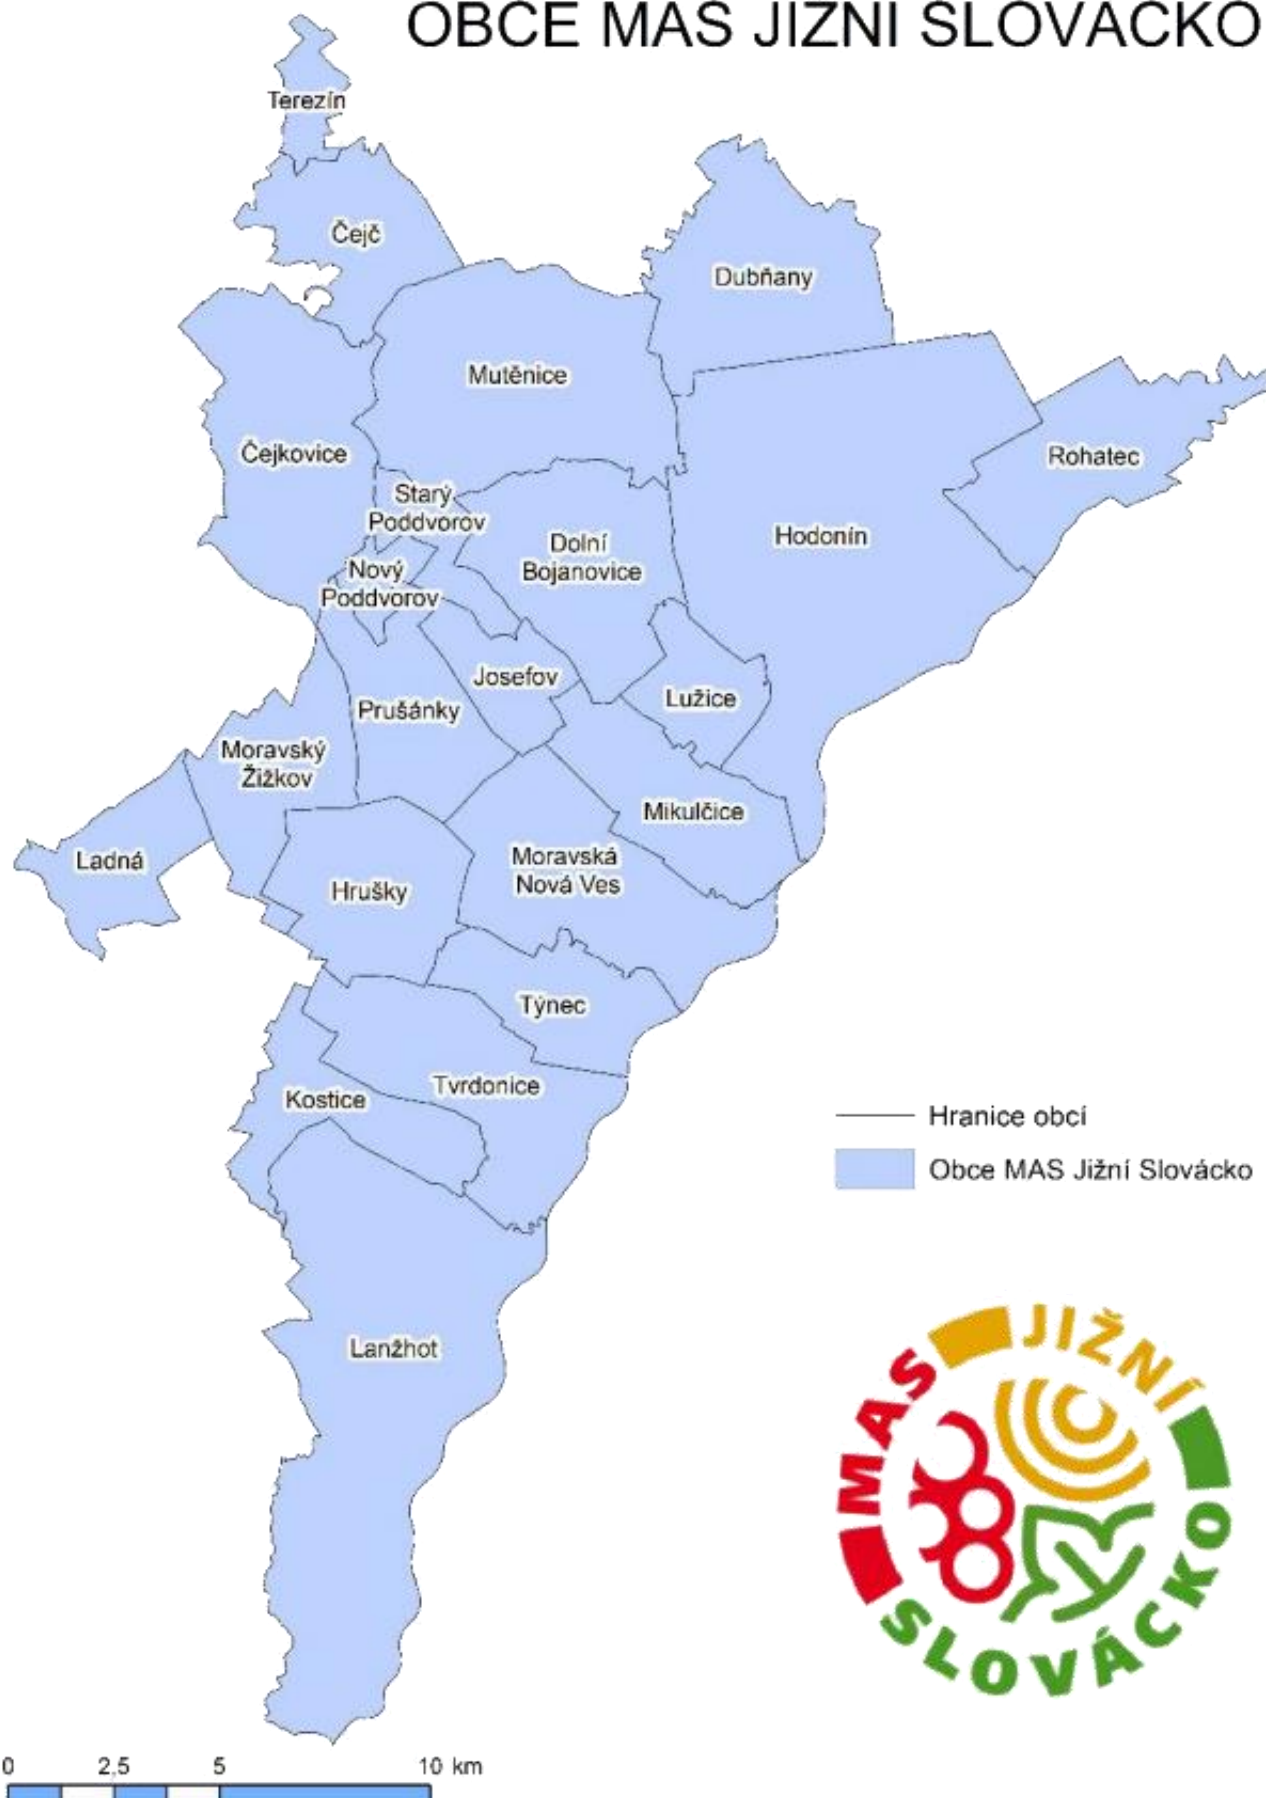 OBCE MAS JIŽNÍ SLOVÁCKO
Terezín
Čejč
Dubňany
Mutěnice
Čejkovice
Rohatec
Starý
Poddvorov
Hodonín
Dolní
Bojanovice
Nový
Poddvorov
Josefov
Lužice
Prušánky
Moravský
Žižkov
Mikulčice
Ladná
Moravská
Nová Ves
Hrušky
Týnec
Tvrdonice
Kostice
Hranice obcí
Obce MAS Jižní Slovácko
Lanžhot
MAS JIŽNÍ
SLOVÁCKO
0 2,5 5 10 km